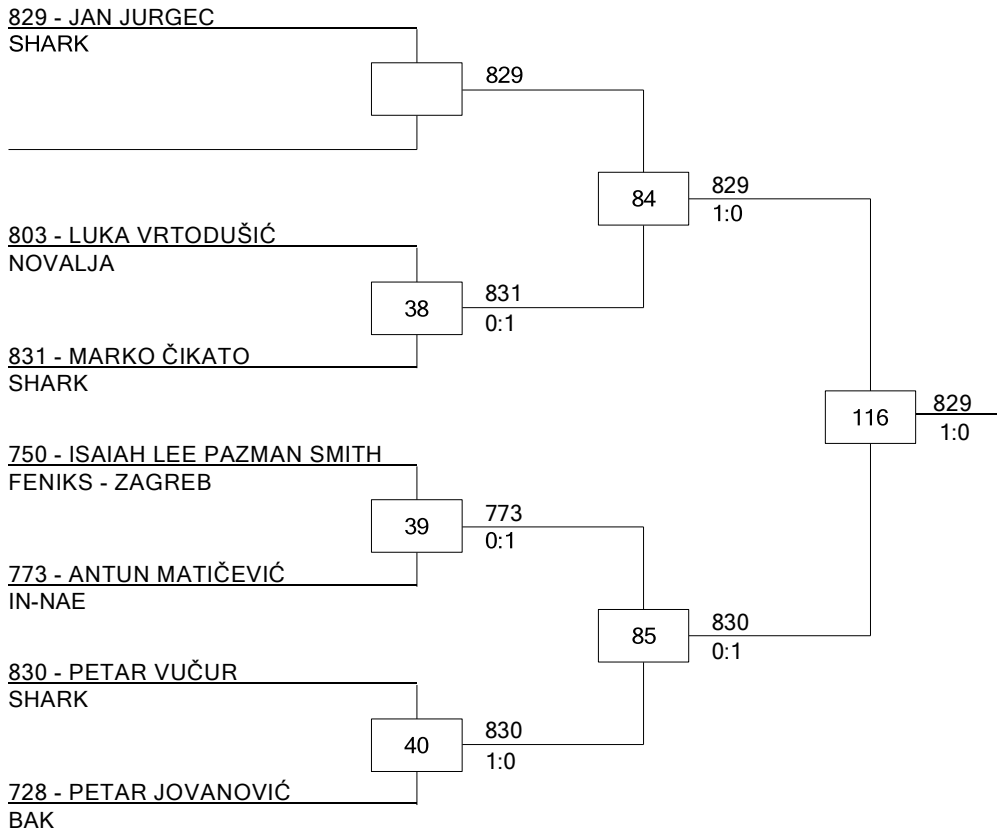 829 - JAN JURGEC
SHARK
829
84
829
1:0
803 - LUKA VRTODUŠIĆ
NOVALJA
38
831
0:1
831 - MARKO ČIKATO
SHARK
116
829
1:0
750 - ISAIAH LEE PAZMAN SMITH
FENIKS - ZAGREB
39
773
0:1
773 - ANTUN MATIČEVIĆ
IN-NAE
85
830
0:1
830 - PETAR VUČUR
SHARK
40
830
1:0
728 - PETAR JOVANOVIĆ
BAK